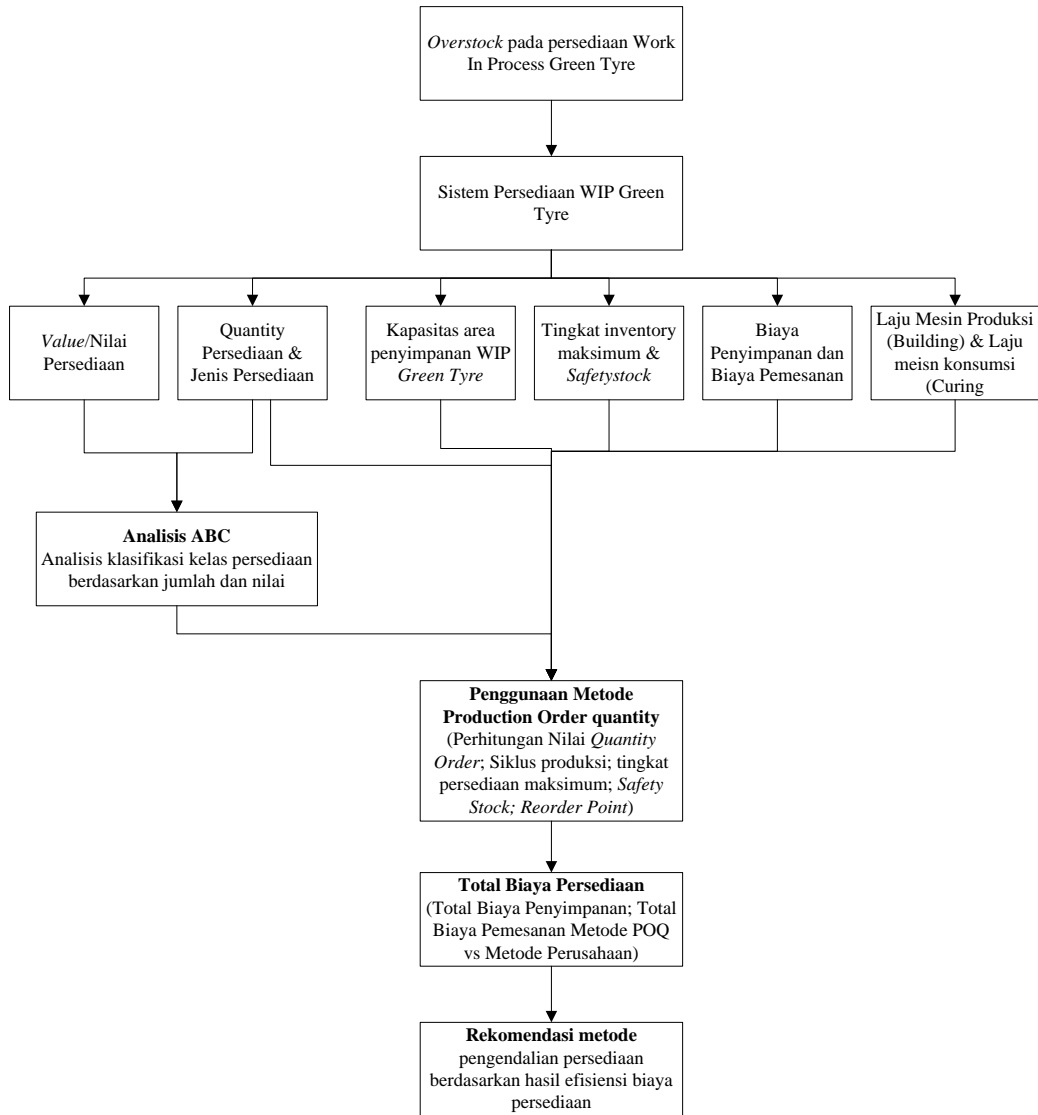 Overstock pada persediaan Work
In Process Green Tyre
Sistem Persediaan WIP Green
Tyre
Value/Nilai
Persediaan
Quantity
Persediaan &
Jenis Persediaan
Kapasitas area
penyimpanan WIP
Green Tyre
Tingkat inventory
maksimum &
Safetystock
Biaya
Penyimpanan dan
Biaya Pemesanan
Laju Mesin Produksi
(Building) & Laju
meisn konsumsi
(Curing
Analisis ABC
Analisis klasifikasi kelas persediaan
berdasarkan jumlah dan nilai
Penggunaan Metode
Production Order quantity
(Perhitungan Nilai Quantity
Order; Siklus produksi; tingkat
persediaan maksimum; Safety
Stock; Reorder Point)
Total Biaya Persediaan
(Total Biaya Penyimpanan; Total
Biaya Pemesanan Metode POQ
vs Metode Perusahaan)
Rekomendasi metode
pengendalian persediaan
berdasarkan hasil efisiensi biaya
persediaan